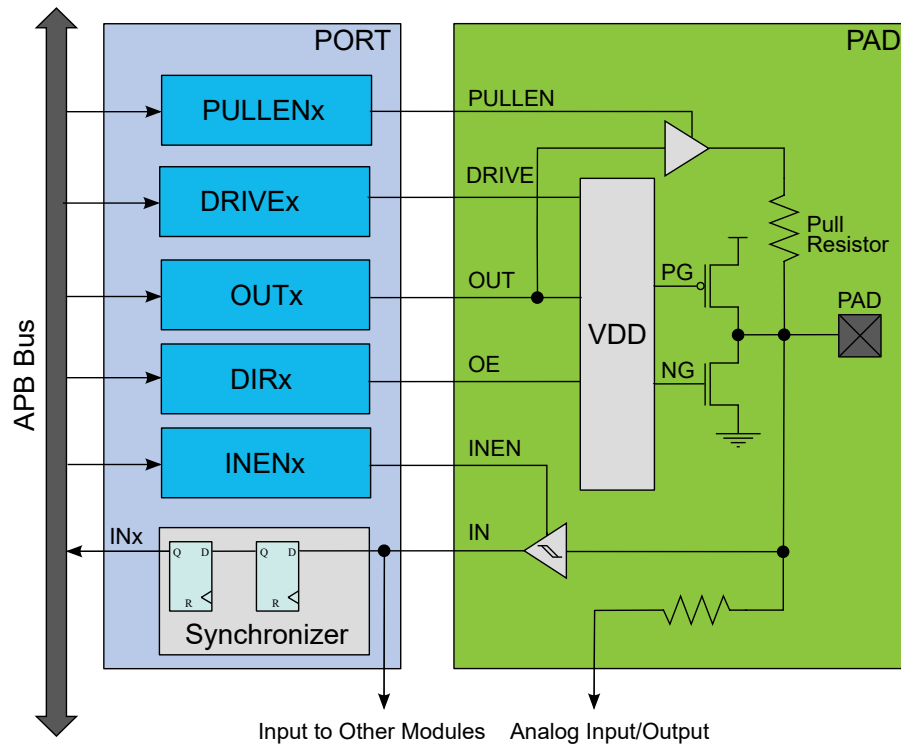 PORT
PAD
APB Bus
PULLENx
PULLEN
DRIVEx
DRIVE
Pull
Resistor
OUTx
OUT
PG
PAD
VDD
DIRx
OE
NG
INENx
INEN
INx
IN
Q D
Q D
R
R
Synchronizer
Input to Other Modules
Analog Input/Output